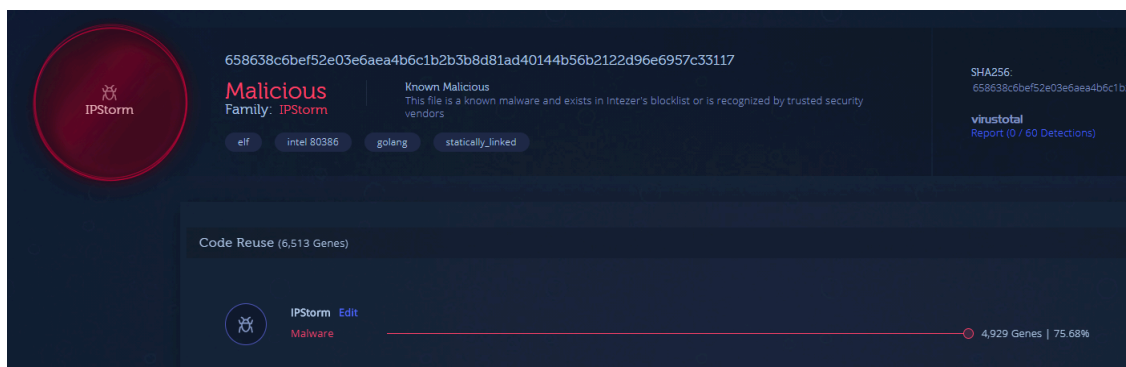 IPStorm
658638c6bef52e03e6aea4b6c1b2b3b8d81ad40144b56b2122d96e6957c33117
Malicious
Family: IPStorm
Known Malicious
This file is a known malware and exists in Intezer's blocklist or is recognized by trusted security
vendors
elf intel 80386 golang statically_linked
SHA256:
658638c6bef52e03e6aea4b6c1b
virustotal
Report (0 / 60 Detections)
Code Reuse (6,513 Genes)
IPStorm Edit
Malware
4,929 Genes | 75.68%